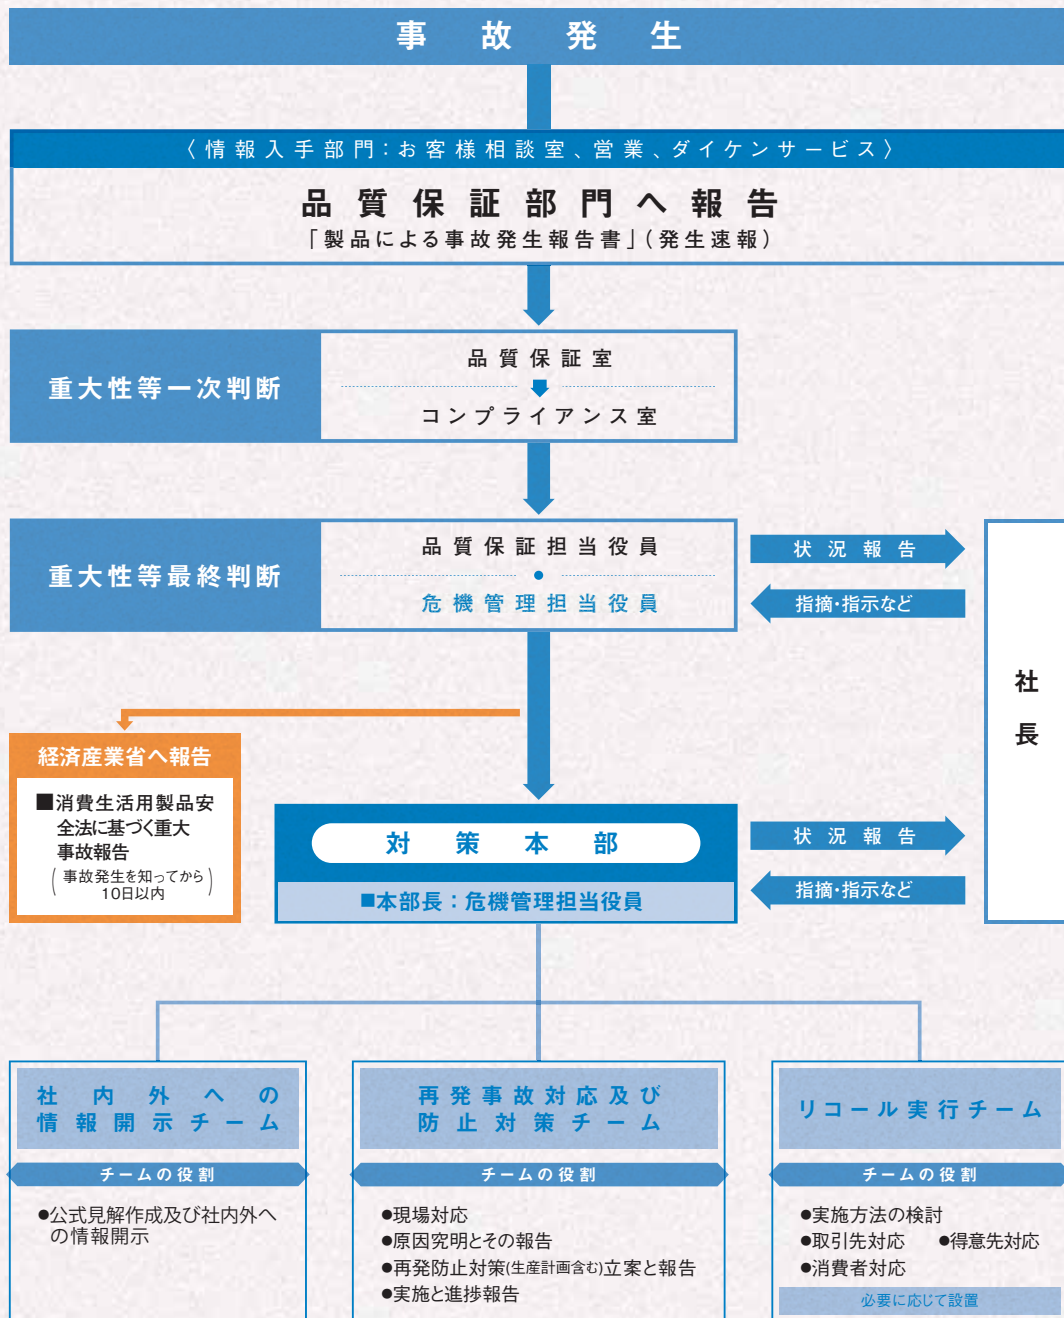 事故発生
〈情報入手部門:お客様相談室、営業、ダイケンサービス〉
品質保証部門へ報告
「製品による事故発生報告書」(発生速報)
重大性等一次判断
品質保証室
コンプライアンス室
重大性等最終判断
品質保証担当役員
危機管理担当役員
状況報告
指摘・指示など
社
長
経済産業省へ報告
■消費生活用製品安
全法に基づく重大
事故報告
(事故発生を知ってから
10日以内)
対策本部
■本部長:危機管理担当役員
状況報告
指摘・指示など
社内外への
情報開示チーム
チームの役割
●公式見解作成及び社内外へ
の情報開示
再発事故対応及び
防止対策チーム
チームの役割
●現場対応
●原因究明とその報告
●再発防止対策(生産計画含む)立案と報告
●実施と進捗報告
リコール実行チーム
チームの役割
●実施方法の検討
●取引先対応 ●得意先対応
●消費者対応
必要に応じて設置